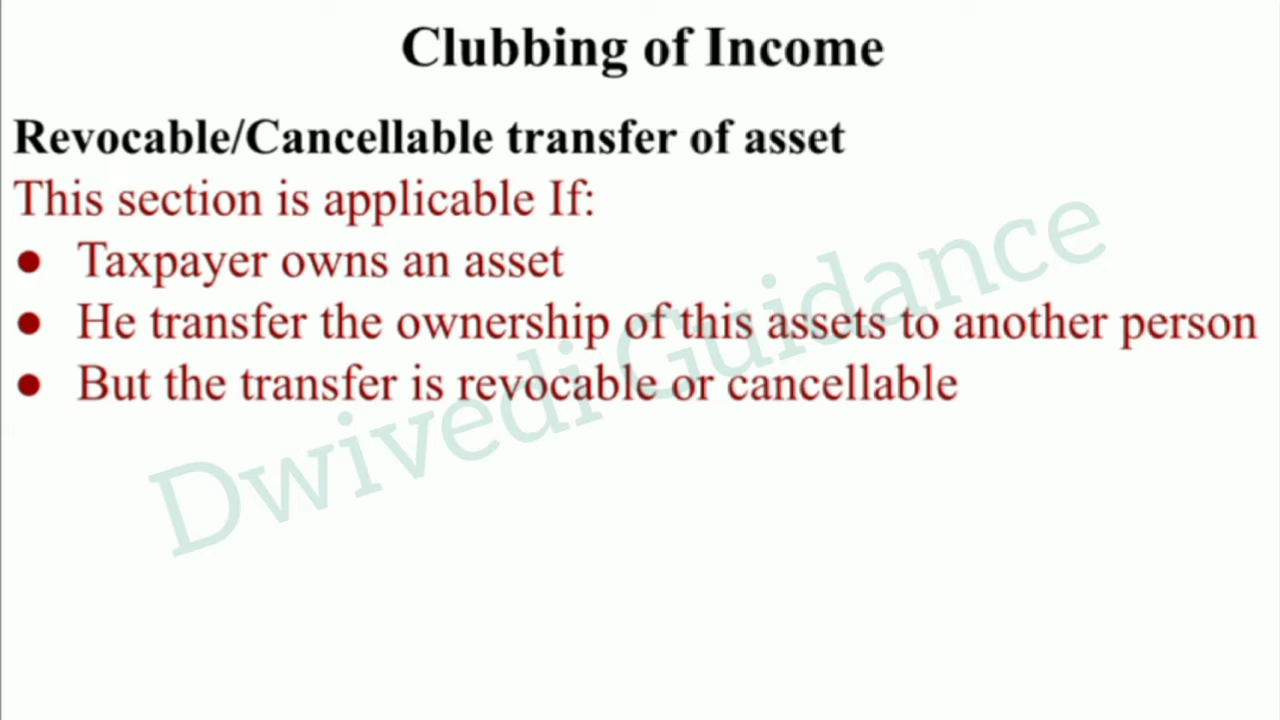 Clubbing of Income
Revocable/Cancellable transfer of asset
This section is applicable If:
● Taxpayer owns an asset
● He transfer the ownership of this assets to another person
● But the transfer is revocable or cancellable
Dwivedi Guidance